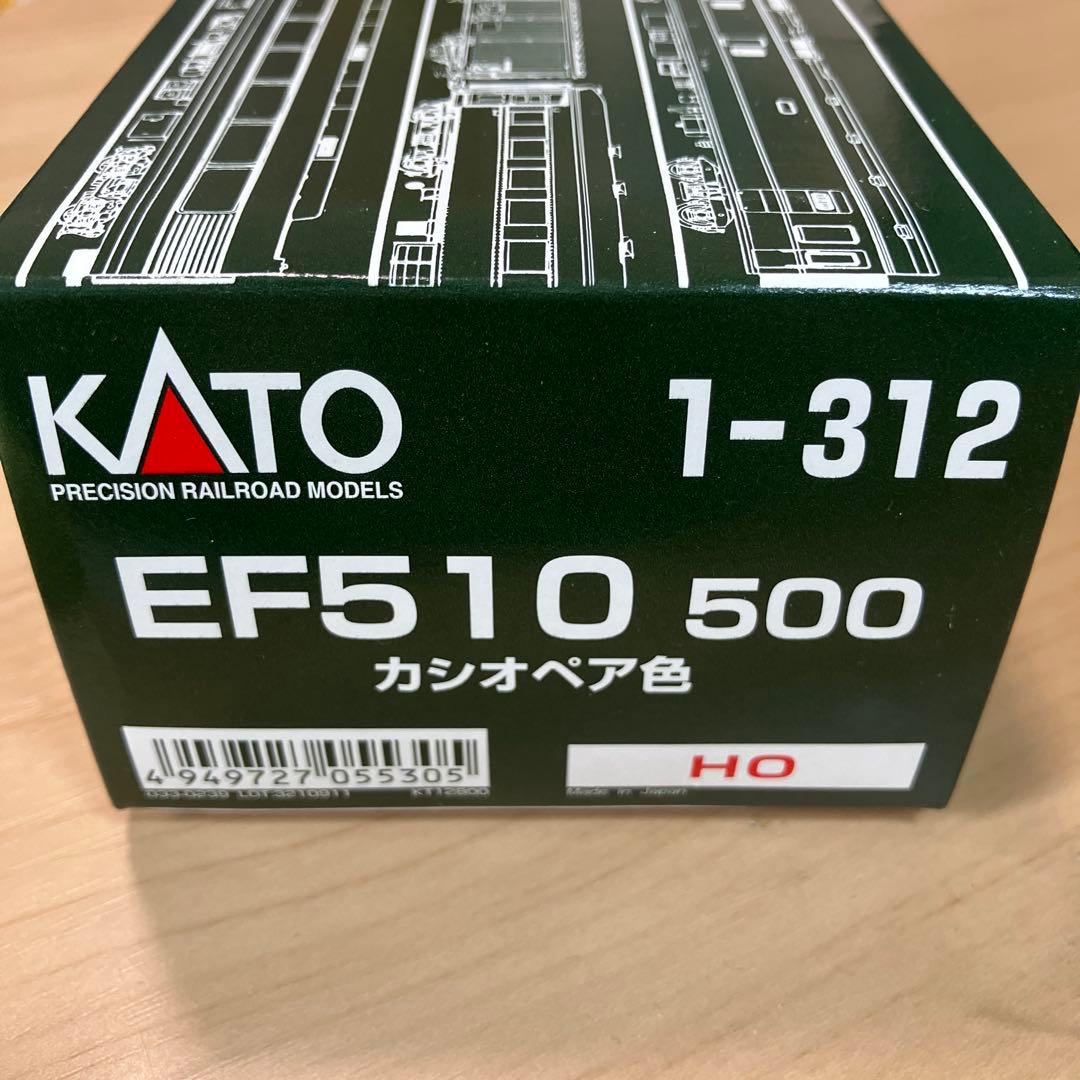 KATO
PRECISION RAILROAD MODELS
1-312
EF510 500
カシオペア色
4 949727 055305
HO
Made in Japan